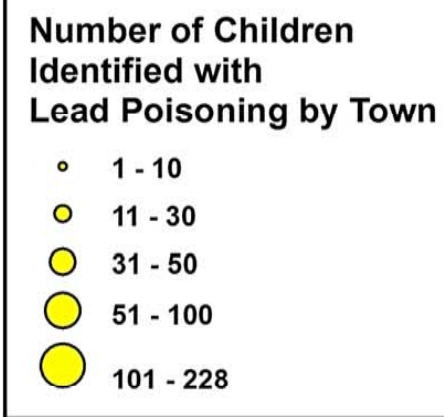 Number of Children
Identified with
Lead Poisoning by Town
1 - 10
11 - 30
31 - 50
51 - 100
101 - 228